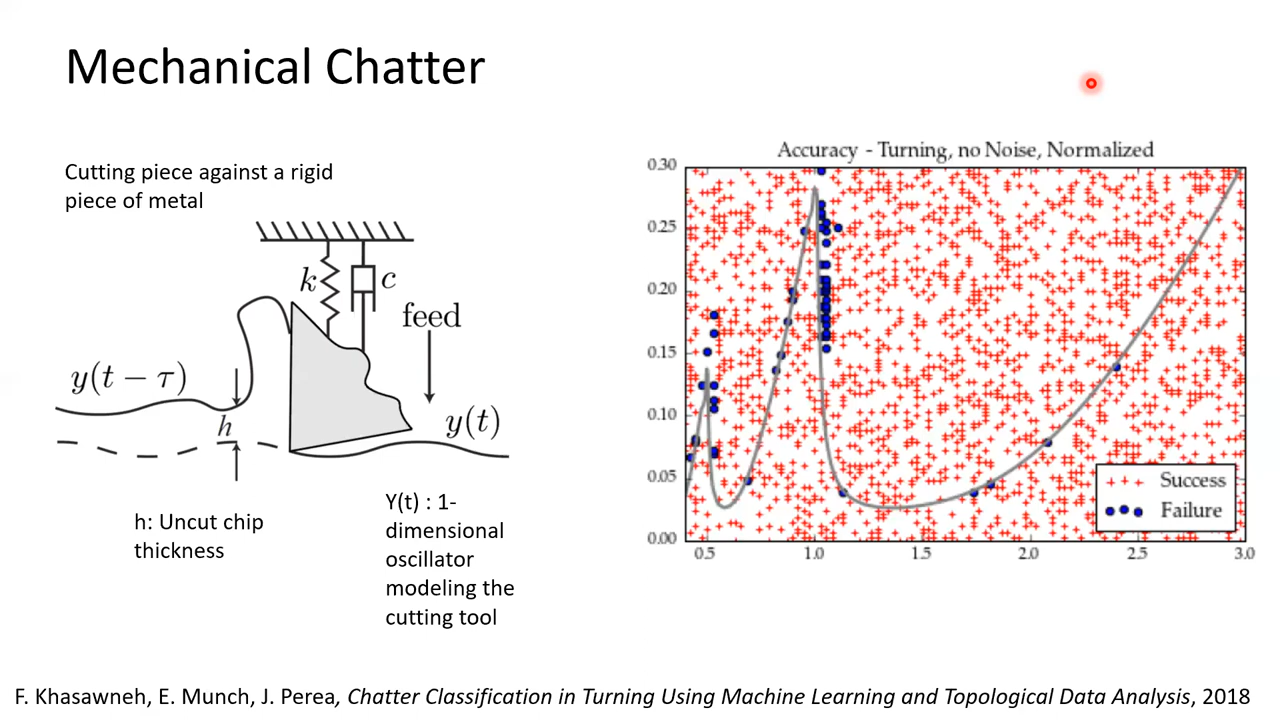 Mechanical Chatter
Cutting piece against a rigid
piece of metal
k
c
feed
y(t − τ)
h
y(t)
h: Uncut chip
thickness
Y(t) : 1-
dimensional
oscillator
modeling the
cutting tool
Accuracy - Turning, no Noise, Normalized
0.30
0.25
0.20
0.15
0.10
0.05
0.00
0.5 1.0 1.5 2.0 2.5 3.0
Success
Failure
F. Khasawneh, E. Munch, J. Perea, Chatter Classification in Turning Using Machine Learning and Topological Data Analysis, 2018